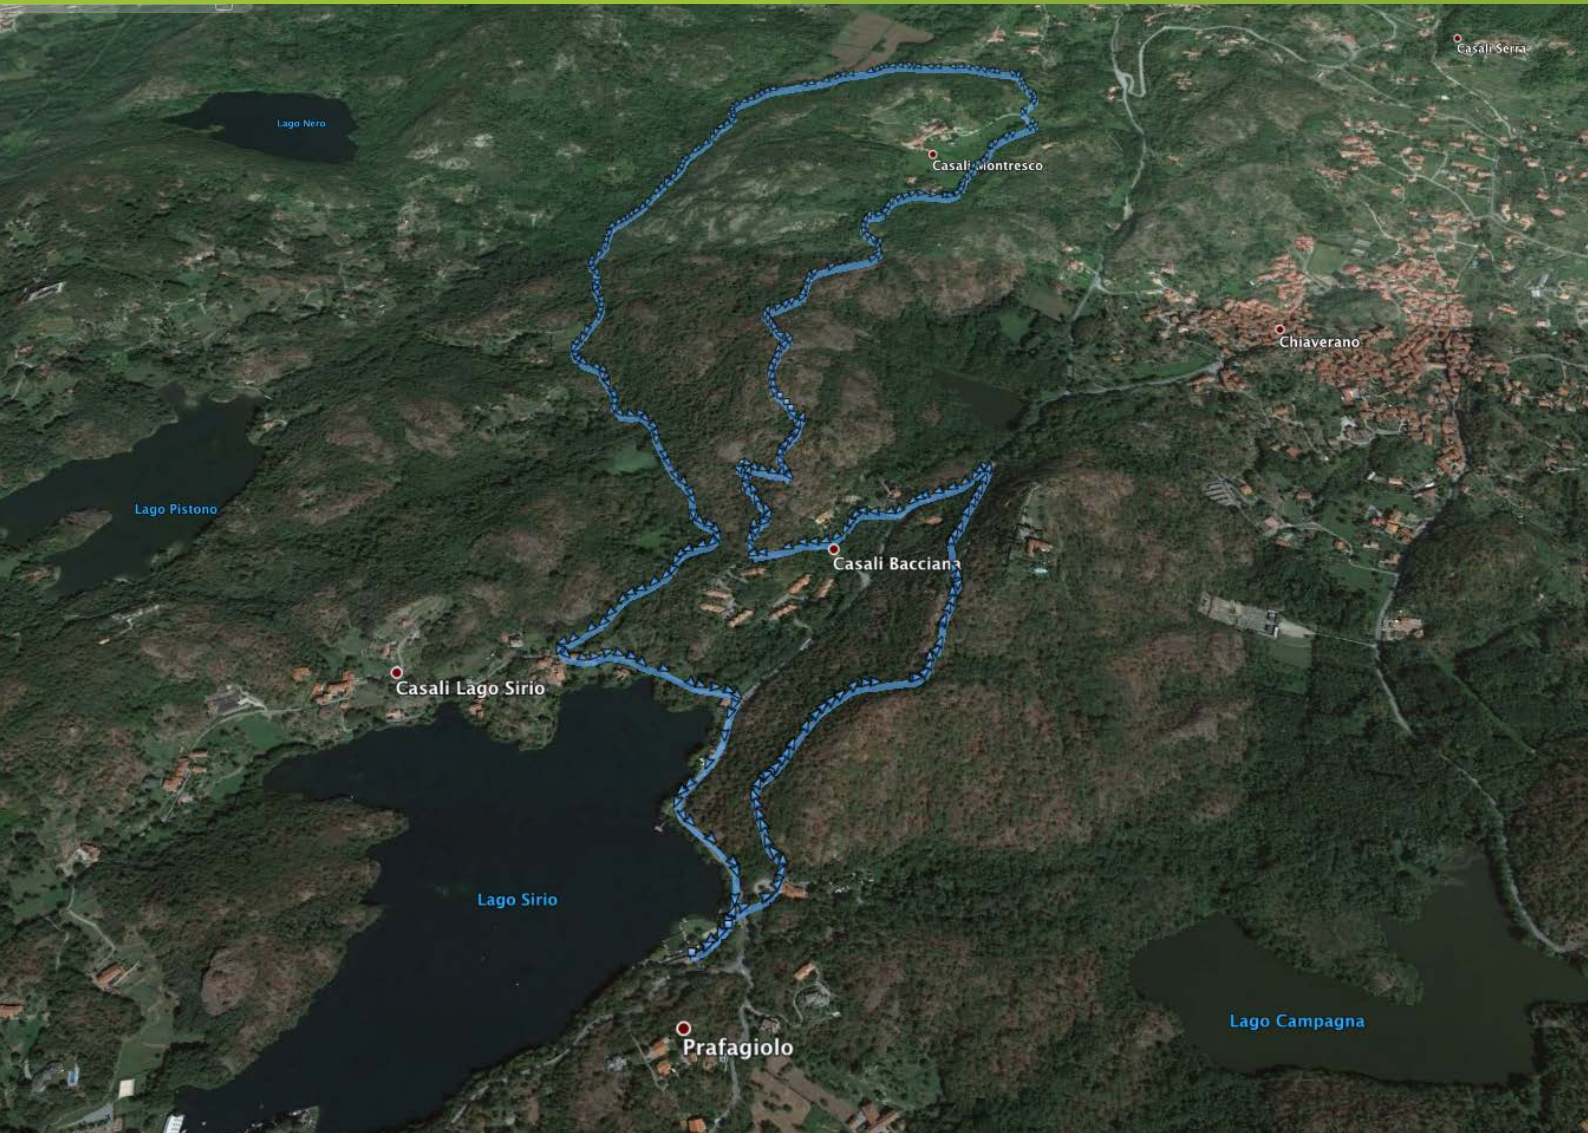 Casali Serra
Lago Nero
Casali Montresco
Chiaverano
Lago Pistono
Casali Bacciana
Casali Lago Sirio
Lago Sirio
Lago Campagna
Prafagiolo